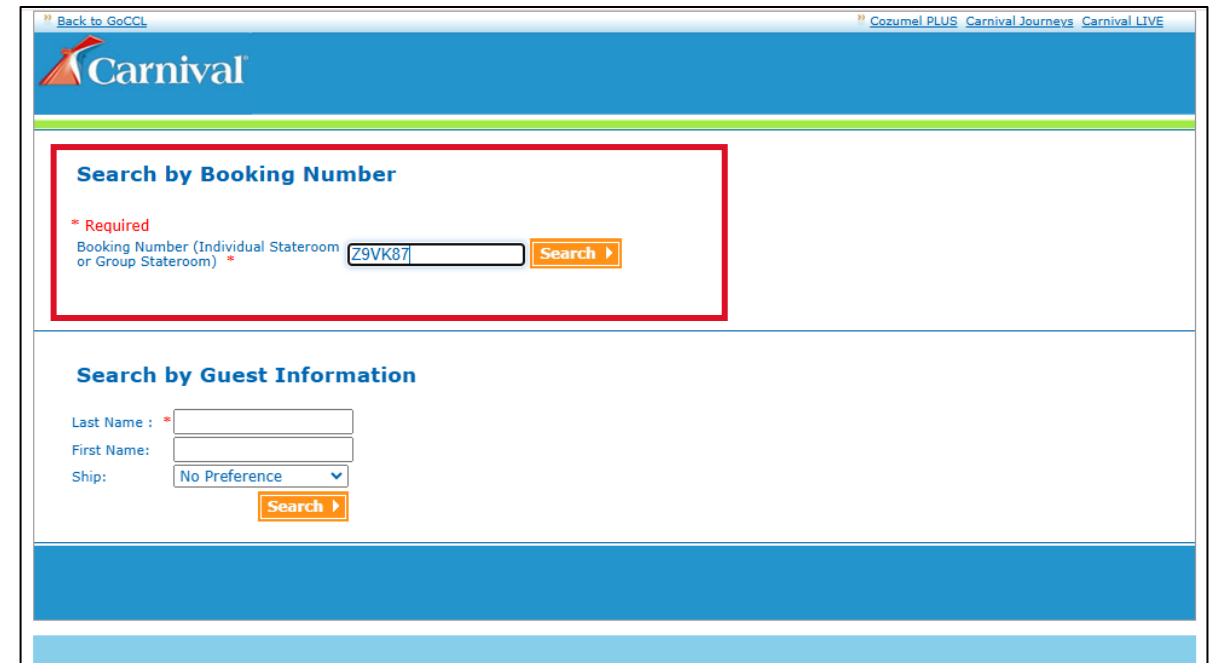 Back to GoCCL
Cozumel PLUS Carnival Journeys Carnival LIVE
Carnival
Search by Booking Number
* Required
Booking Number (Individual Stateroom
or Group Stateroom) *
Z9VK87
Search
Search by Guest Information
Last Name : *
First Name:
Ship: No Preference
Search